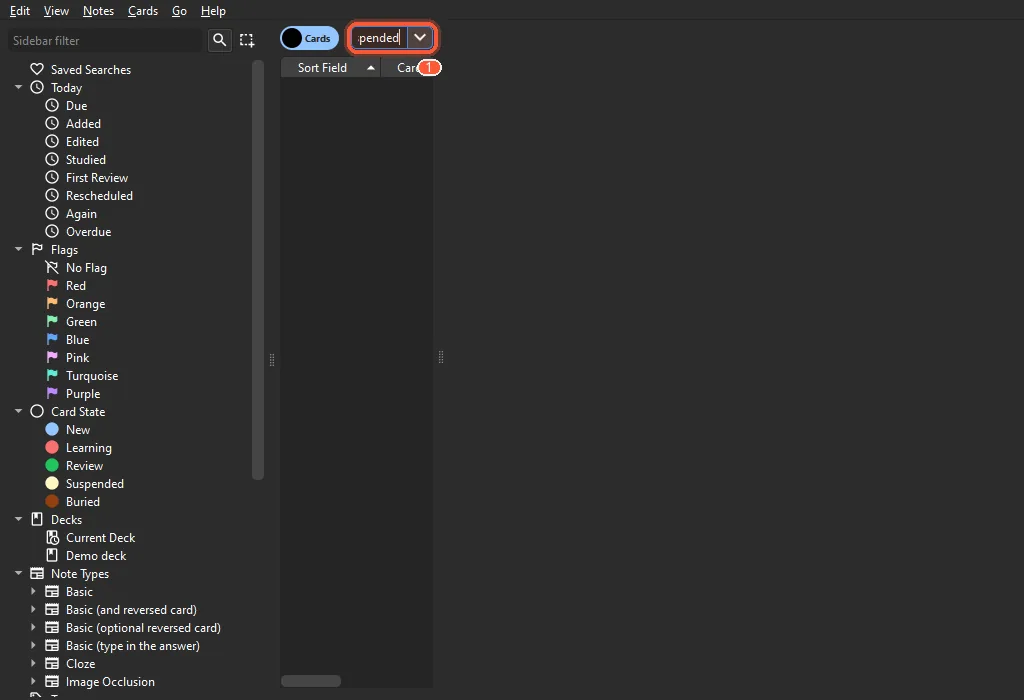 Edit View Notes Cards Go Help
Sidebar filter
Cards
pended
Sort Field
1
Saved Searches
Today
Due
Added
Edited
Studied
First Review
Rescheduled
Again
Overdue
Flags
No Flag
Red
Orange
Green
Blue
Pink
Turquoise
Purple
Card State
New
Learning
Review
Suspended
Buried
Decks
Current Deck
Demo deck
Note Types
Basic
Basic (and reversed card)
Basic (optional reversed card)
Basic (type in the answer)
Cloze
Image Occlusion